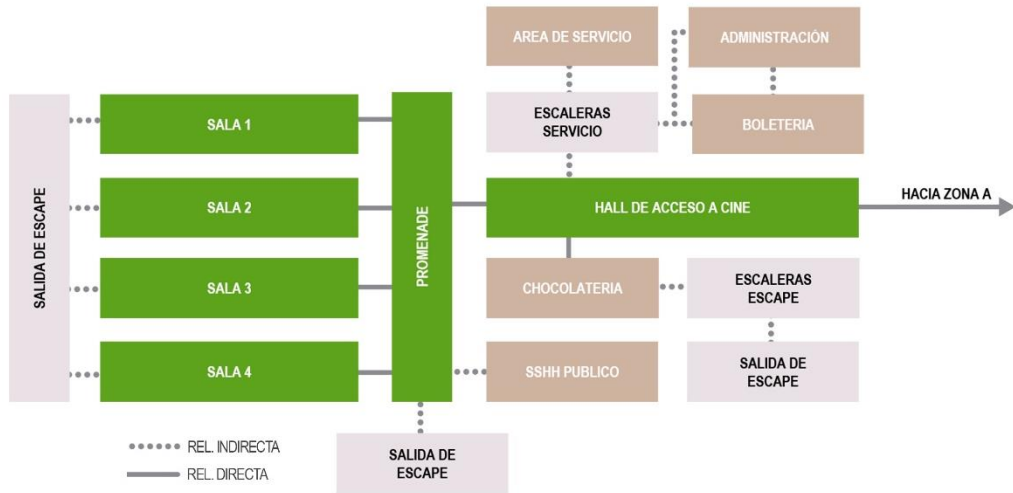 AREA DE SERVICIO
ADMINISTRACIÓN
SALIDA DE ESCAPE
SALA 1
ESCALERAS
SERVICIO
BOLETERIA
SALA 2
PROMENADE
HALL DE ACCESO A CINE
HACIA ZONA A
SALA 3
CHOCOLATERIA
ESCALERAS
ESCAPE
SALA 4
SSHH PUBLICO
SALIDA DE
ESCAPE
REL. INDIRECTA
REL. DIRECTA
SALIDA DE
ESCAPE